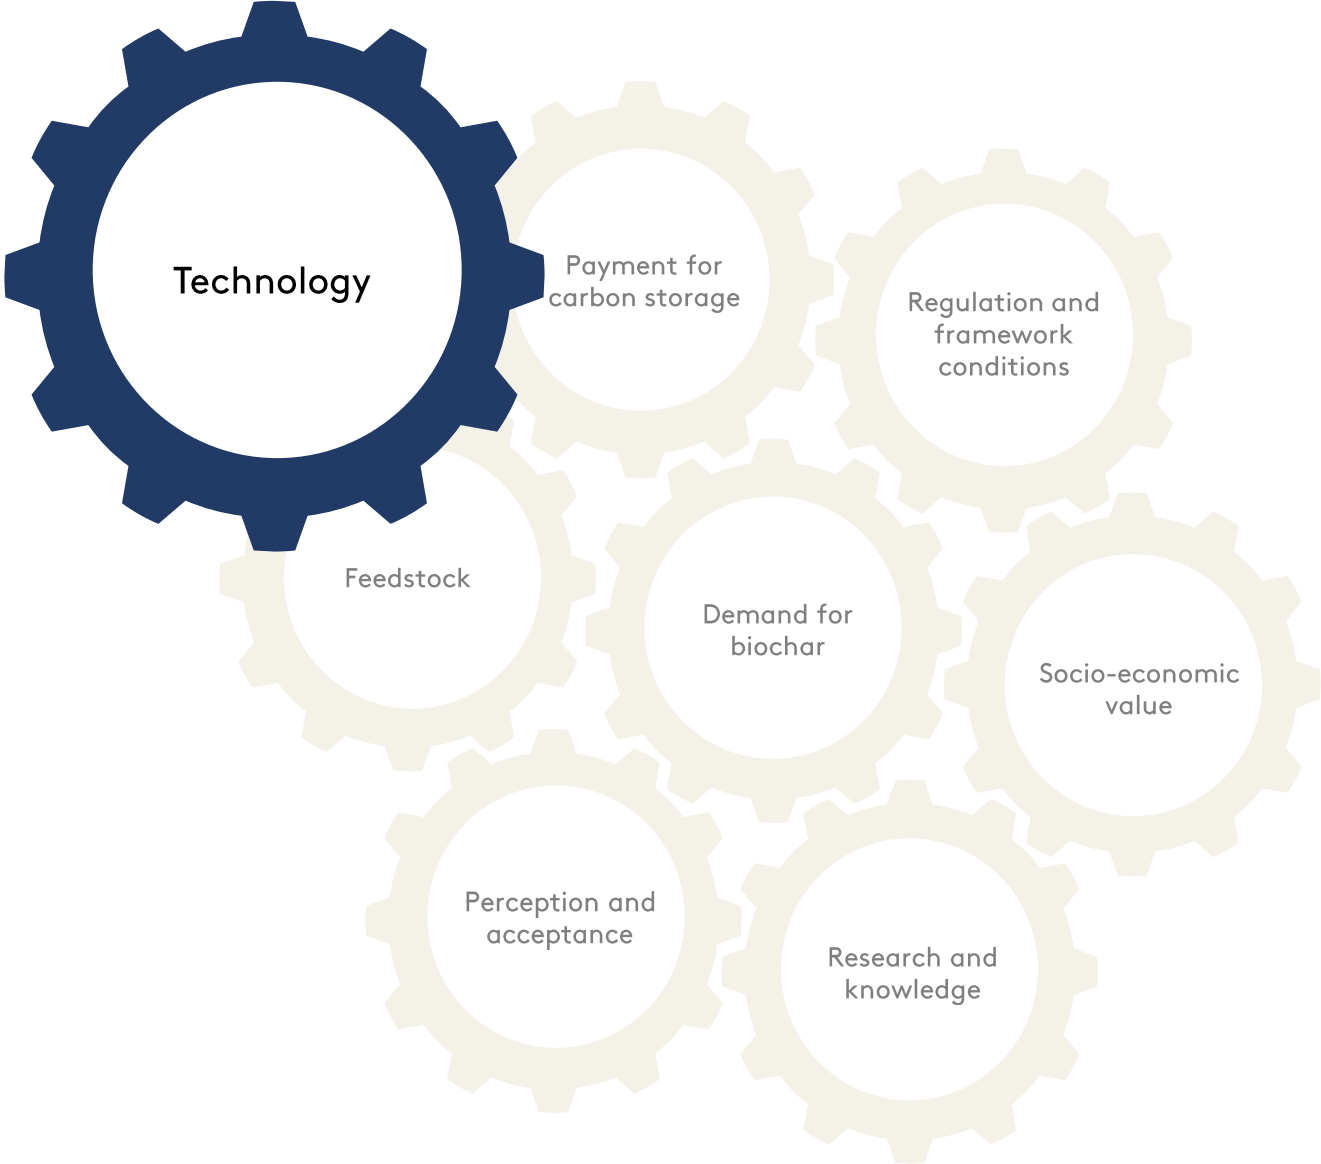 Technology
Payment for
carbon storage
Regulation and
framework
conditions
Feedstock
Demand for
biochar
Socio-economic
value
Perception and
acceptance
Research and
knowledge